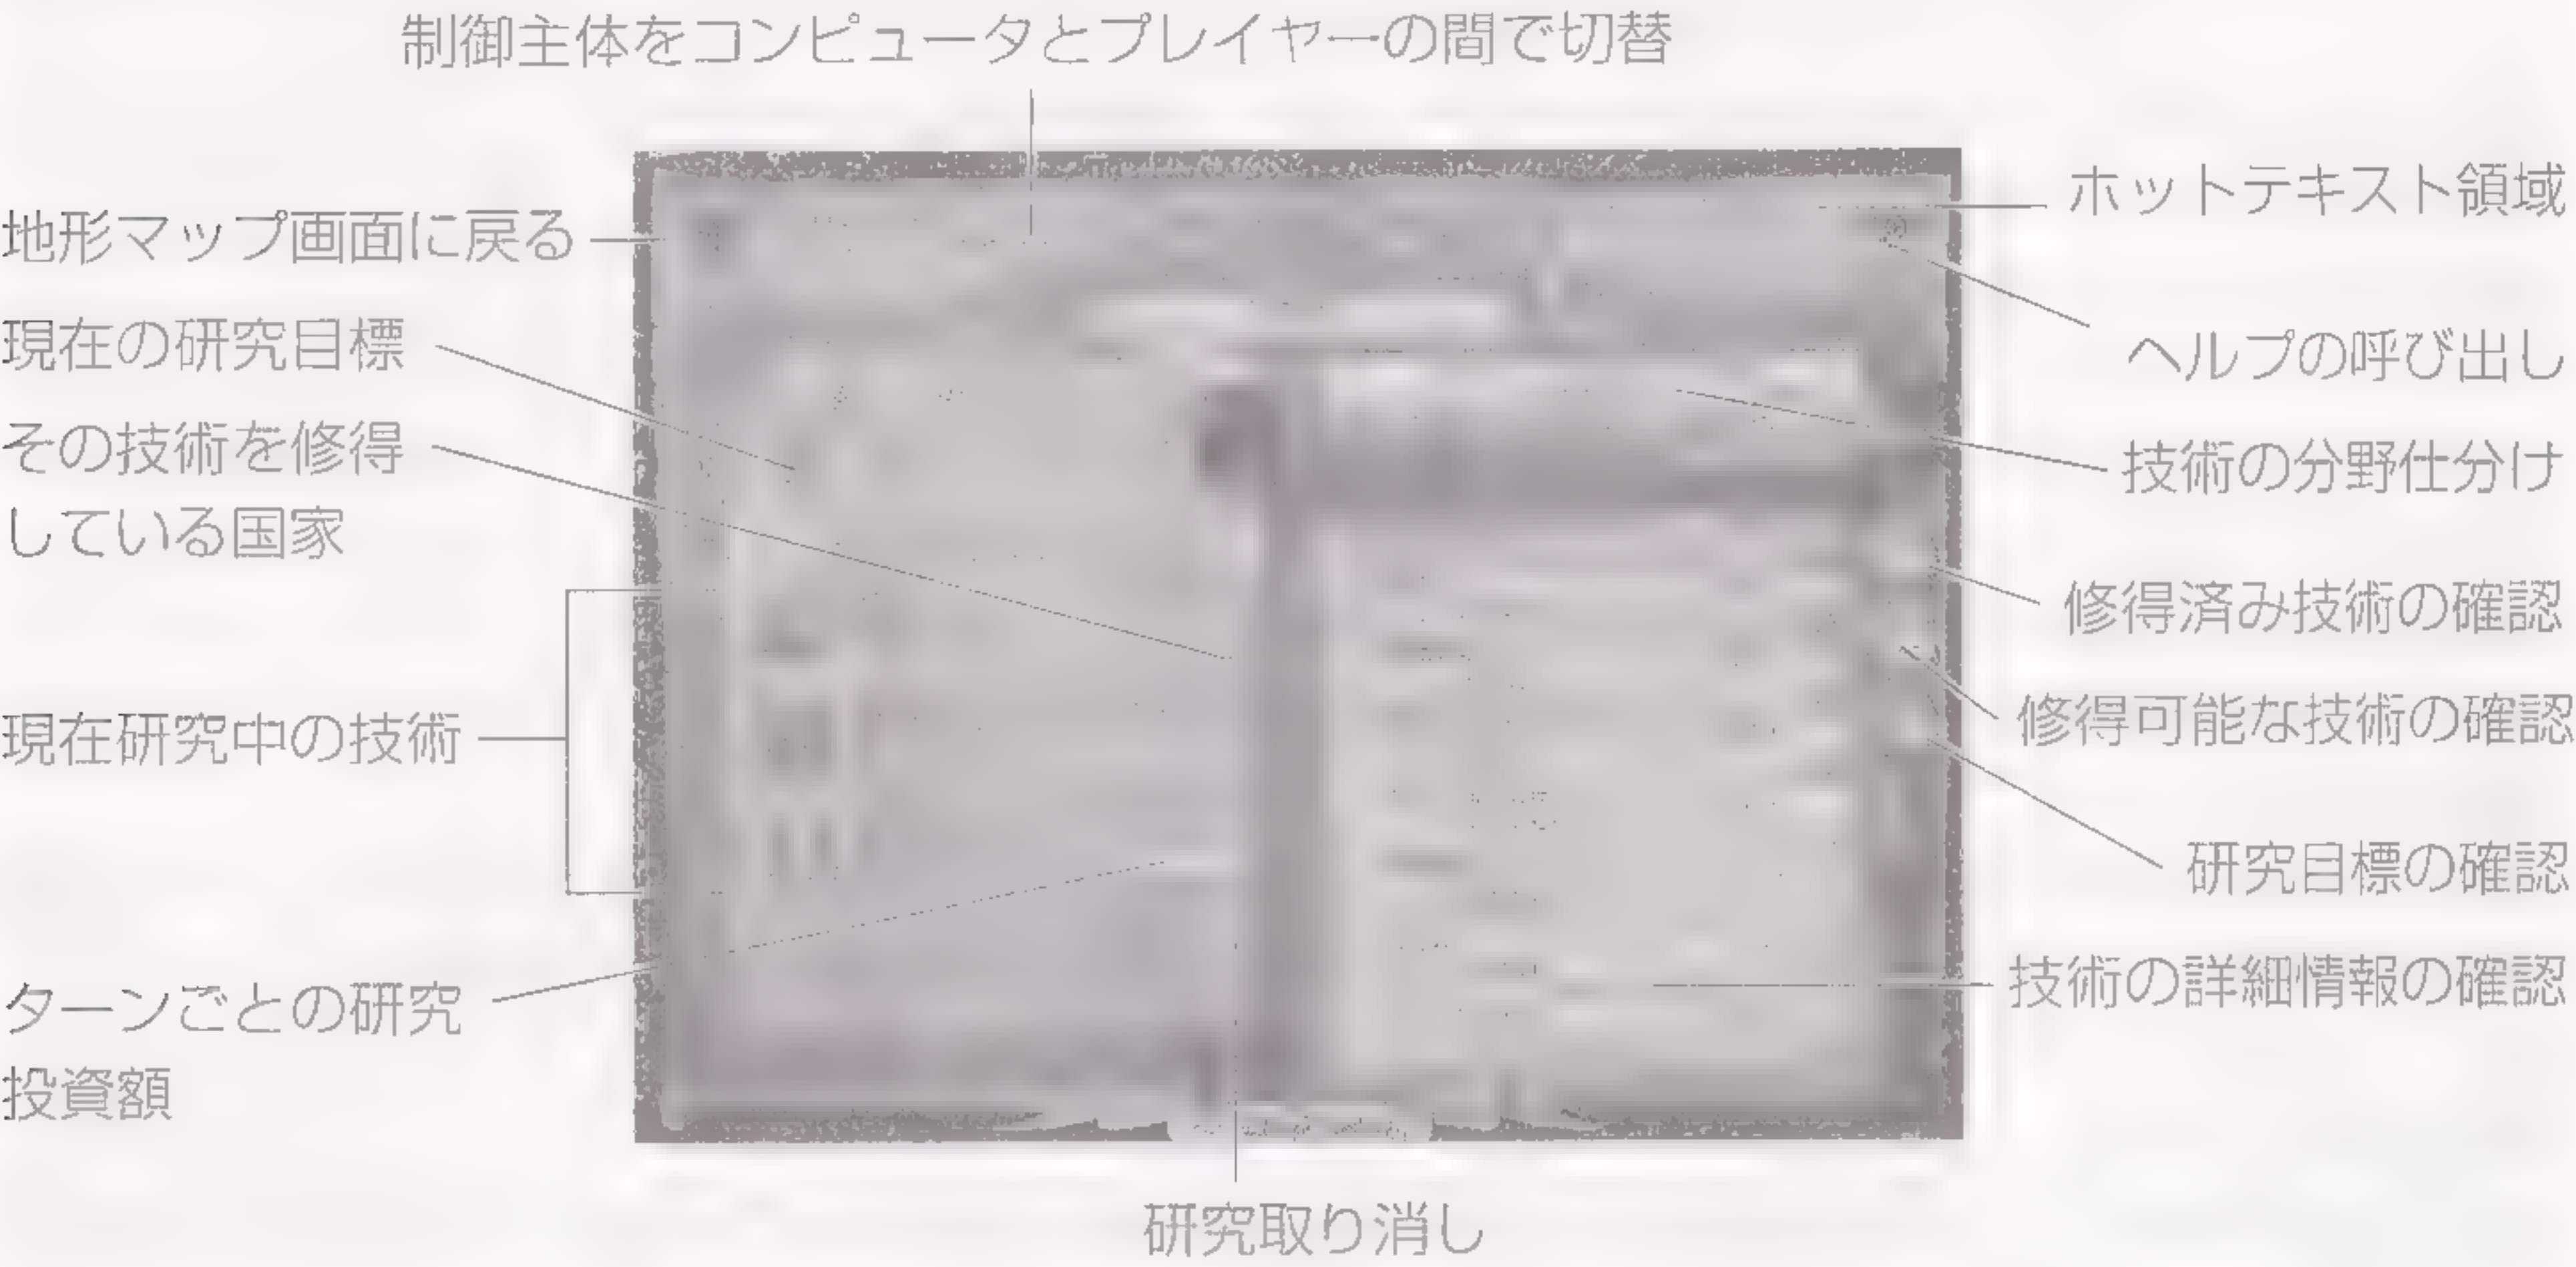 制御主体をコンピュータとプレイヤーの間で切替
地形マップ画面に戻る
現在の研究目標
その技術を修得
している国家
現在研究中の技術
ターンごとの研究
投資額
ホットテキスト領域
ヘルプの呼び出し
技術の分野仕分け
修得済み技術の確認
修得可能な技術の確認
研究目標の確認
技術の詳細情報の確認
研究取り消し